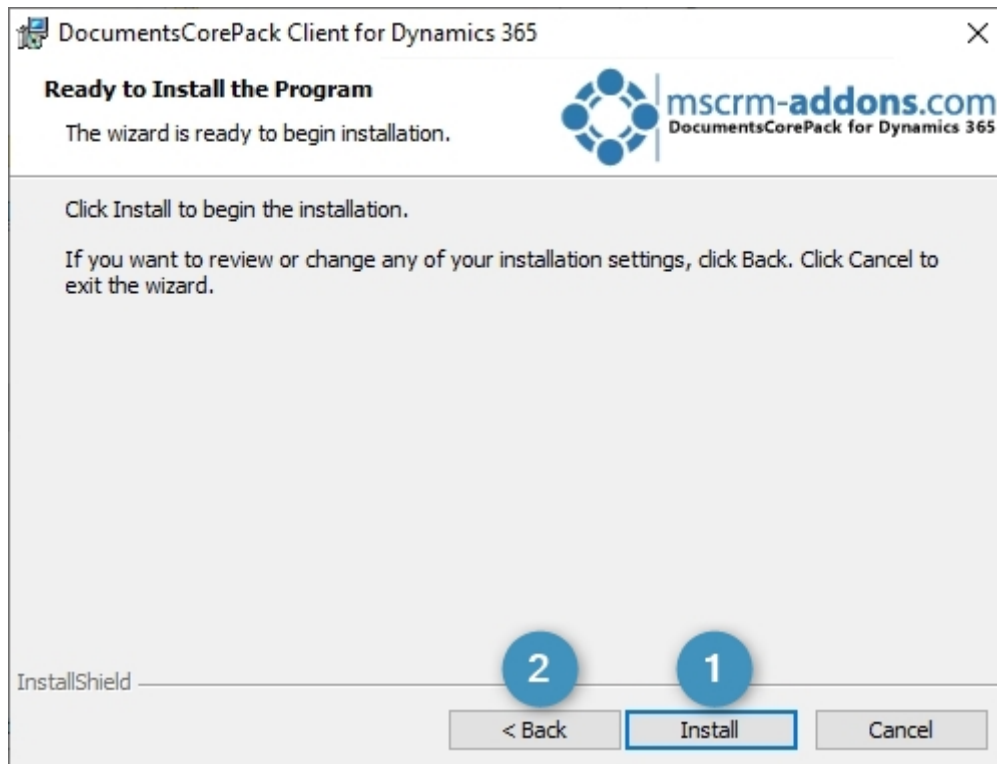 DocumentsCorePack Client for Dynamics 365
Ready to Install the Program
The wizard is ready to begin installation.
mscrm-addons.com
DocumentsCorePack for Dynamics 365
Click Install to begin the installation.
If you want to review or change any of your installation settings, click Back. Click Cancel to
exit the wizard.
InstallShield
2
1
< Back
Install
Cancel